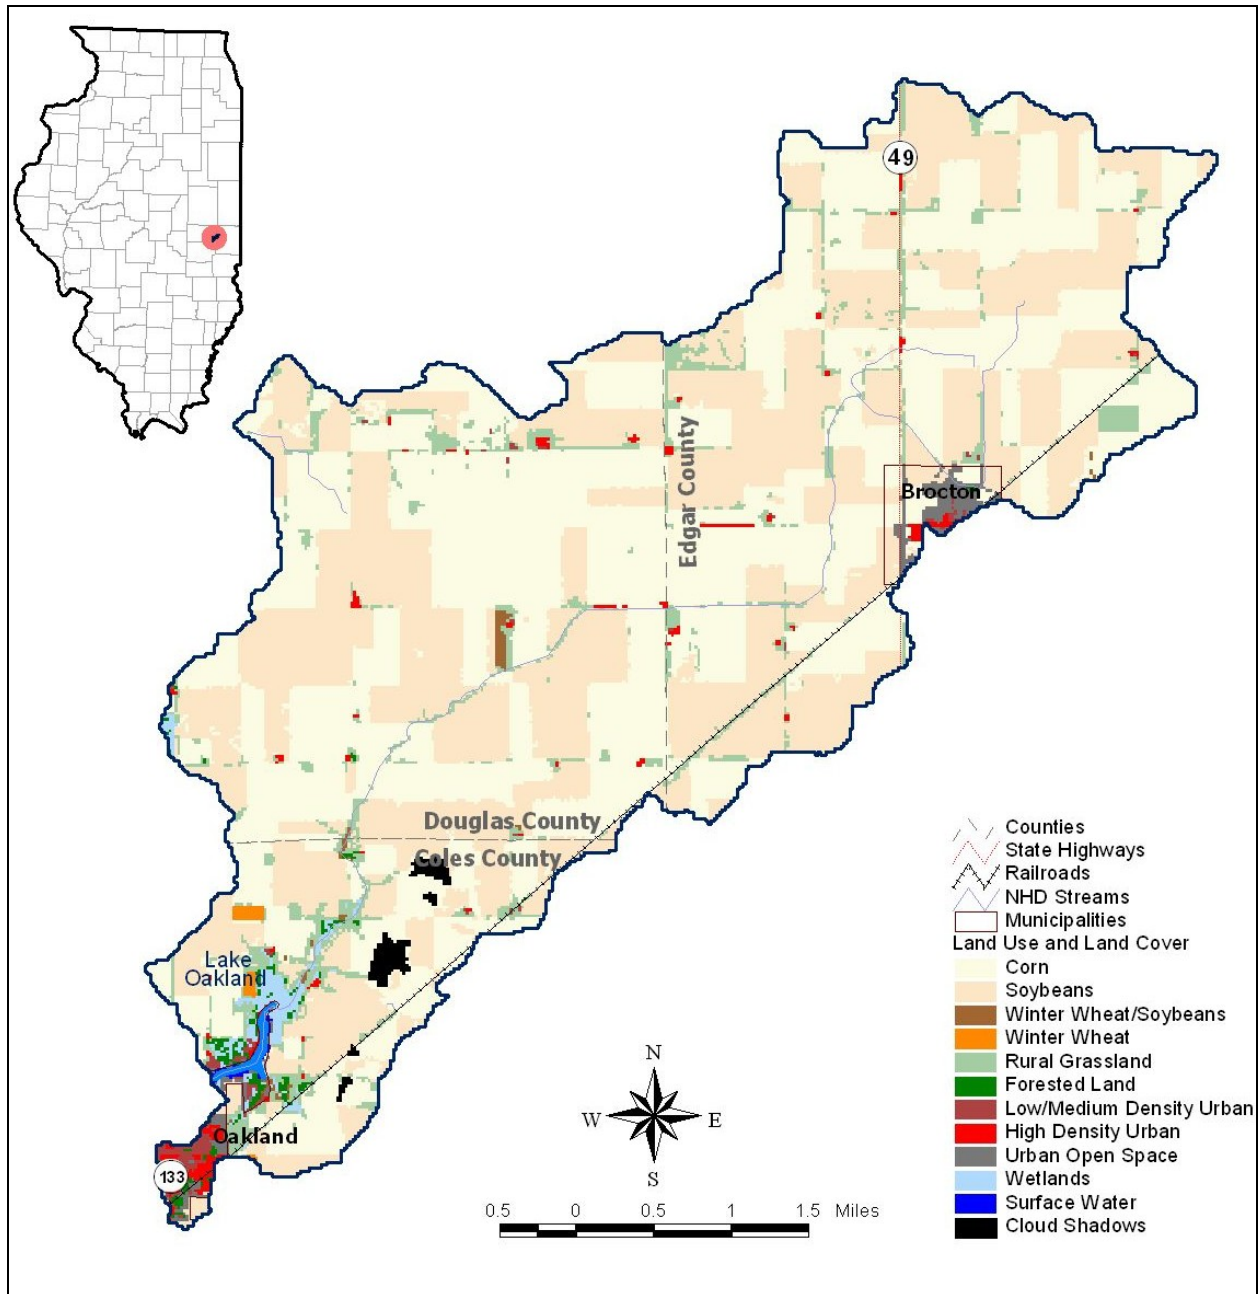 49
Edgar County
Brocton
Douglas County
Coles County
Lake
Oakland
Oakland
133
N
W
E
S
0.5 0 0.5 1 1.5 Miles
Counties
State Highways
Railroads
NHD Streams
Municipalities
Land Use and Land Cover
Corn
Soybeans
Winter Wheat/Soybeans
Winter Wheat
Rural Grassland
Forested Land
Low/Medium Density Urban
High Density Urban
Urban Open Space
Wetlands
Surface Water
Cloud Shadows